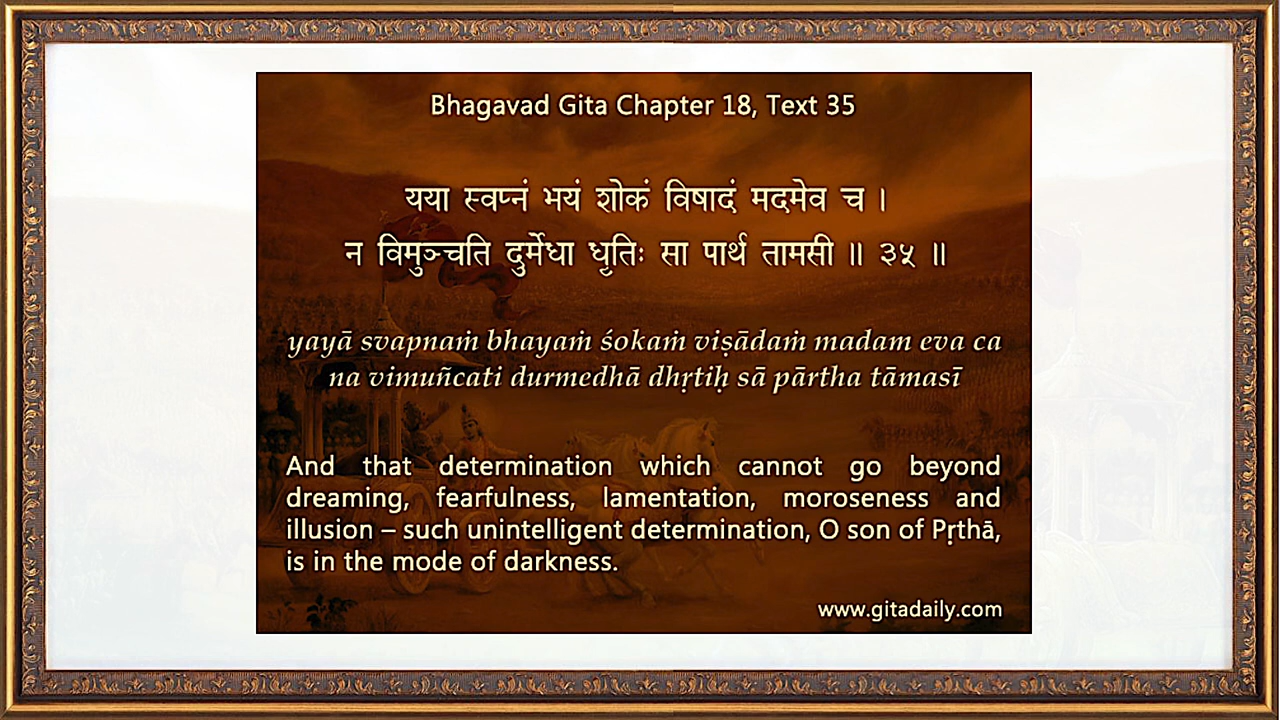 Bhagavad Gita Chapter 18, Text 35
यया स्वप्नं भयं शोकं विषादं मदमेव च ।
न विमुञ्चति दुर्मेधा धृतिः सा पार्थ तामसी ॥ ३५ ॥
yayā svapnaṁ bhayaṁ śokaṁ viṣādaṁ madam eva ca
na vimuñcati durmedhā dhṛtiḥ sā pārtha tāmasī
And that determination which cannot go beyond
dreaming, fearfulness, lamentation, moroseness and
illusion – such unintelligent determination, O son of Pṛthā,
is in the mode of darkness.
www.gitadaily.com